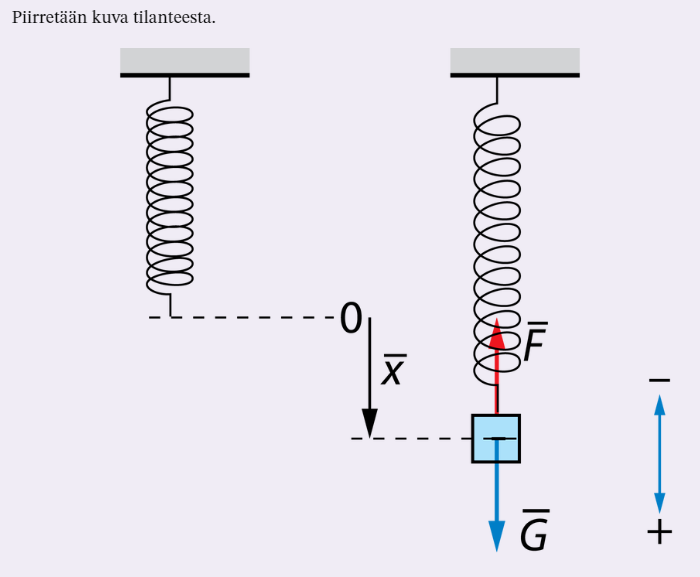 Piirretään kuva tilanteesta.
0
x̅
F̅
G̅
−
+